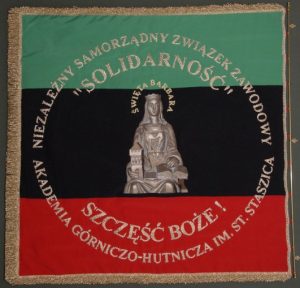 NIEZALEŻNY SAMORZĄDNY ZWIĄZEK ZAWODOWY
"SOLIDARNOŚĆ"
ŚWIĘTA BARBARA
SZCZĘŚĆ BOŻE!
AKADEMIA GÓRNICZO-HUTNICZA IM. ST. STASZICA